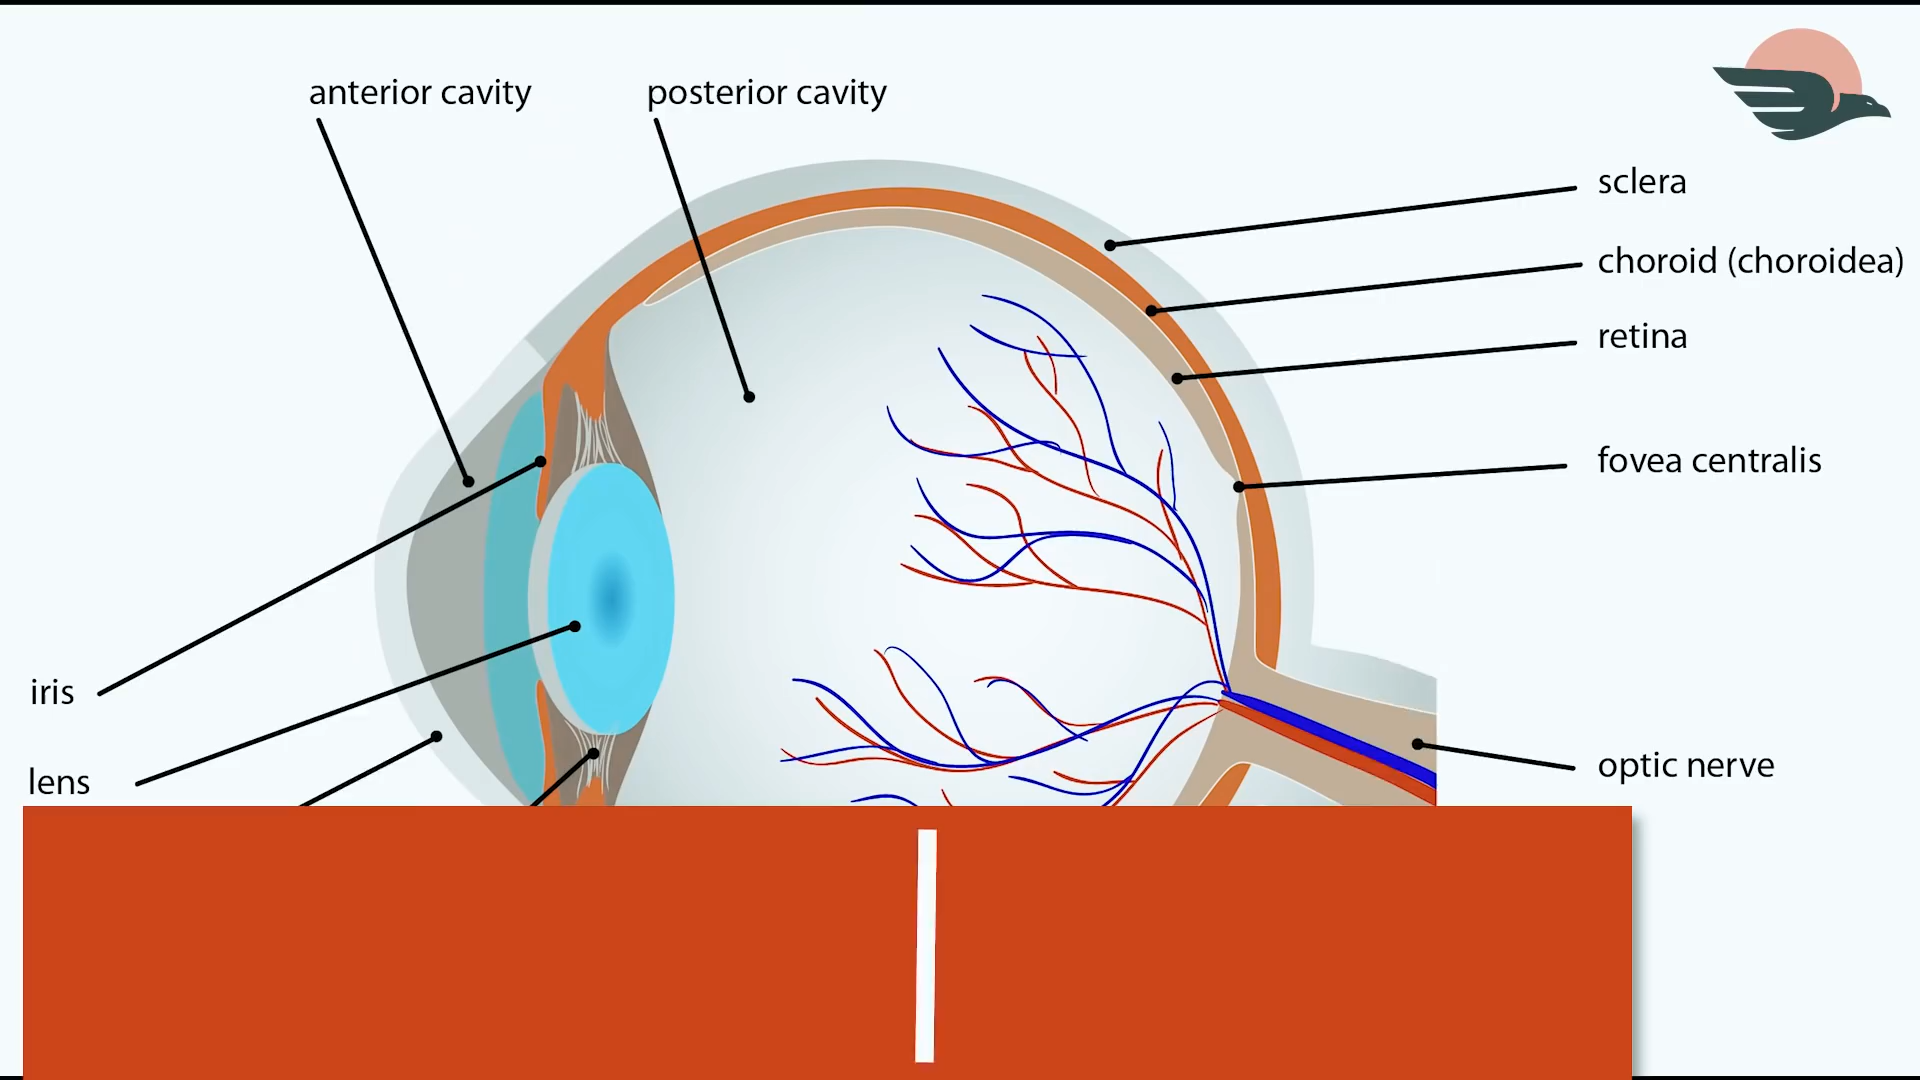 anterior cavity
posterior cavity
sclera
choroid (choroidea)
retina
fovea centralis
iris
lens
optic nerve